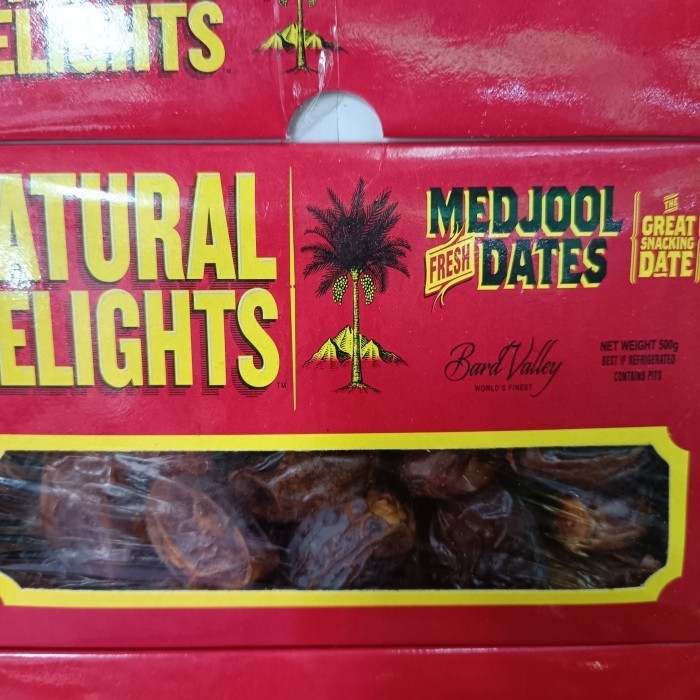 ELIGHTS
ATURAL
ELIGHTS
TM
MEDJOOL
FRESH
DATES
THE
GREAT
SNACKING
DATE
Bard Valley
WORLD'S FINEST
NET WEIGHT 500g
BEST IF REFRIGERATED
CONTAINS PITS